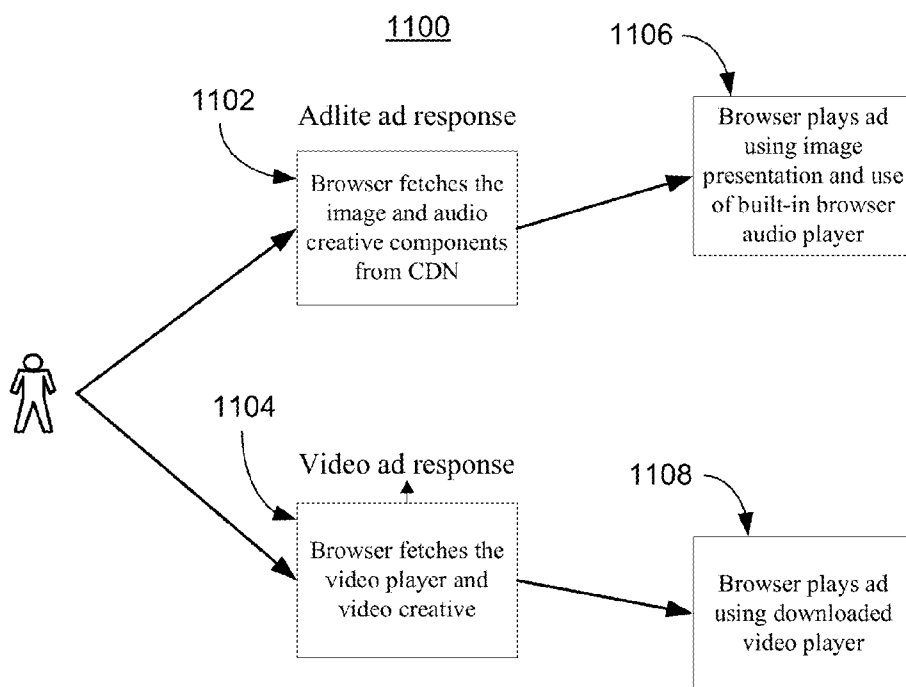 1100
1102
Adlite ad response
Browser fetches the
image and audio
creative components
from CDN
1106
Browser plays ad
using image
presentation and use
of built-in browser
audio player
1104
Video ad response
Browser fetches the
video player and
video creative
1108
Browser plays ad
using downloaded
video player